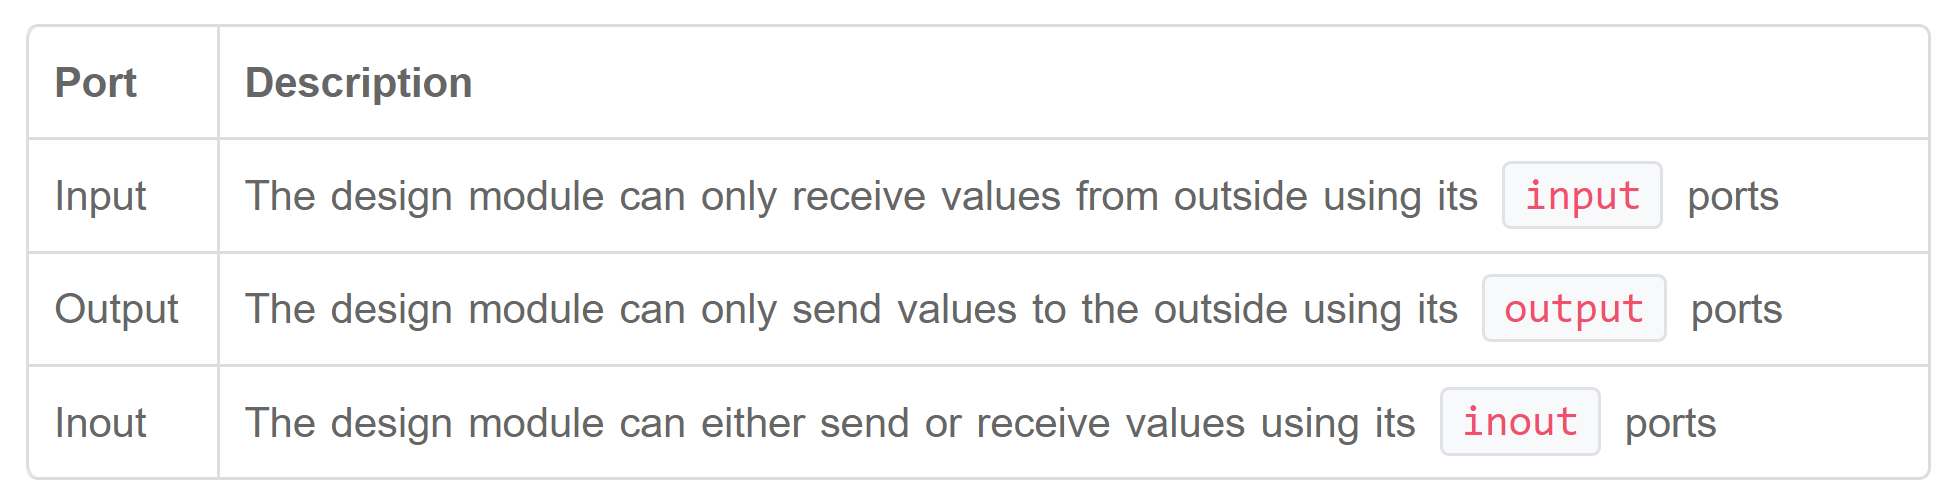 Port Description
Input The design module can only receive values from outside using its input ports
Output The design module can only send values to the outside using its output ports
Inout The design module can either send or receive values using its inout ports